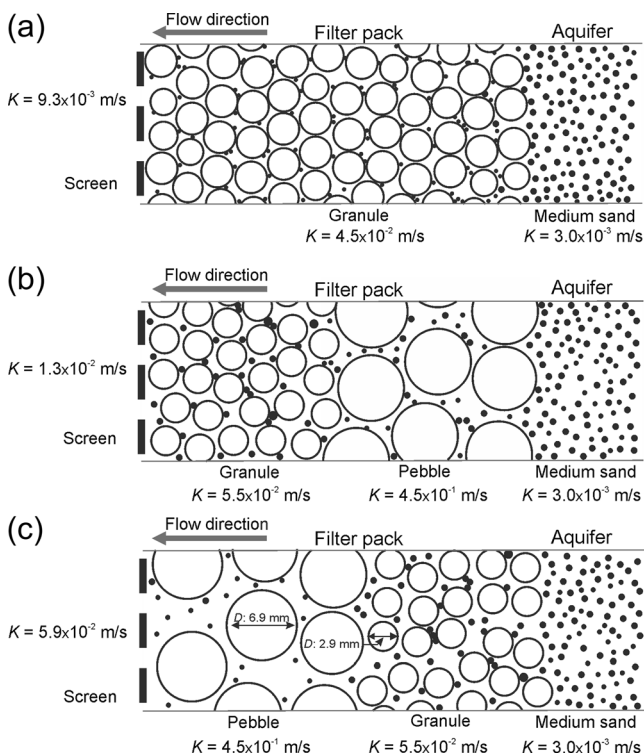 (a)
Flow direction
Filter pack
Aquifer
K = 9.3x10⁻³ m/s
Screen
Granule
Medium sand
K = 4.5x10⁻² m/s
K = 3.0x10⁻³ m/s
(b)
Flow direction
Filter pack
Aquifer
K = 1.3x10⁻² m/s
Screen
Granule
Pebble
Medium sand
K = 5.5x10⁻² m/s
K = 4.5x10⁻¹ m/s
K = 3.0x10⁻³ m/s
(c)
Flow direction
Filter pack
Aquifer
K = 5.9x10⁻² m/s
D: 6.9 mm
D: 2.9 mm
Screen
Pebble
Granule
Medium sand
K = 4.5x10⁻¹ m/s
K = 5.5x10⁻² m/s
K = 3.0x10⁻³ m/s